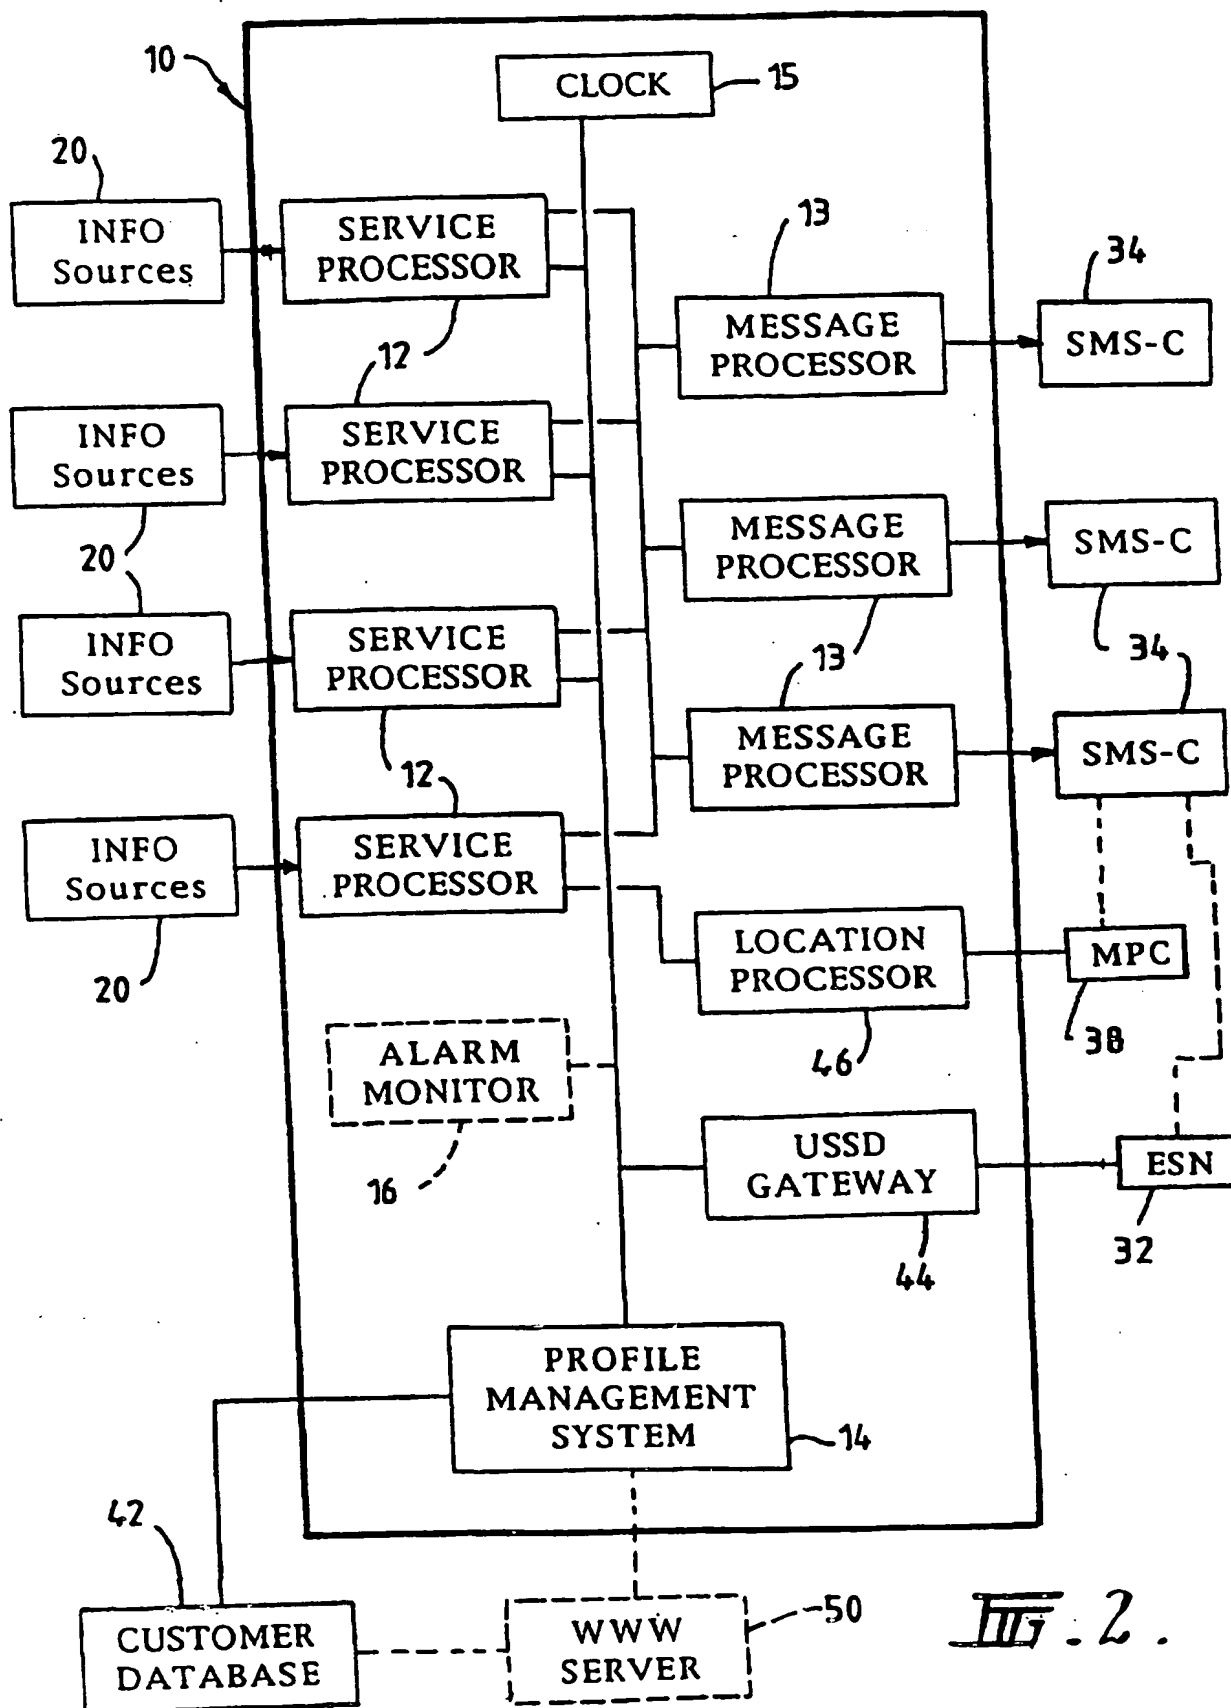 10
CLOCK
15
20
INFO
Sources
SERVICE
PROCESSOR
12
13
MESSAGE
PROCESSOR
34
SMS-C
INFO
Sources
20
SERVICE
PROCESSOR
MESSAGE
PROCESSOR
13
SMS-C
34
INFO
Sources
SERVICE
PROCESSOR
12
MESSAGE
PROCESSOR
SMS-C
INFO
Sources
20
SERVICE
PROCESSOR
LOCATION
PROCESSOR
46
MPC
38
ALARM
MONITOR
16
USSD
GATEWAY
44
ESN
32
PROFILE
MANAGEMENT
SYSTEM
14
42
CUSTOMER
DATABASE
WWW
SERVER
50
FIG. 2.